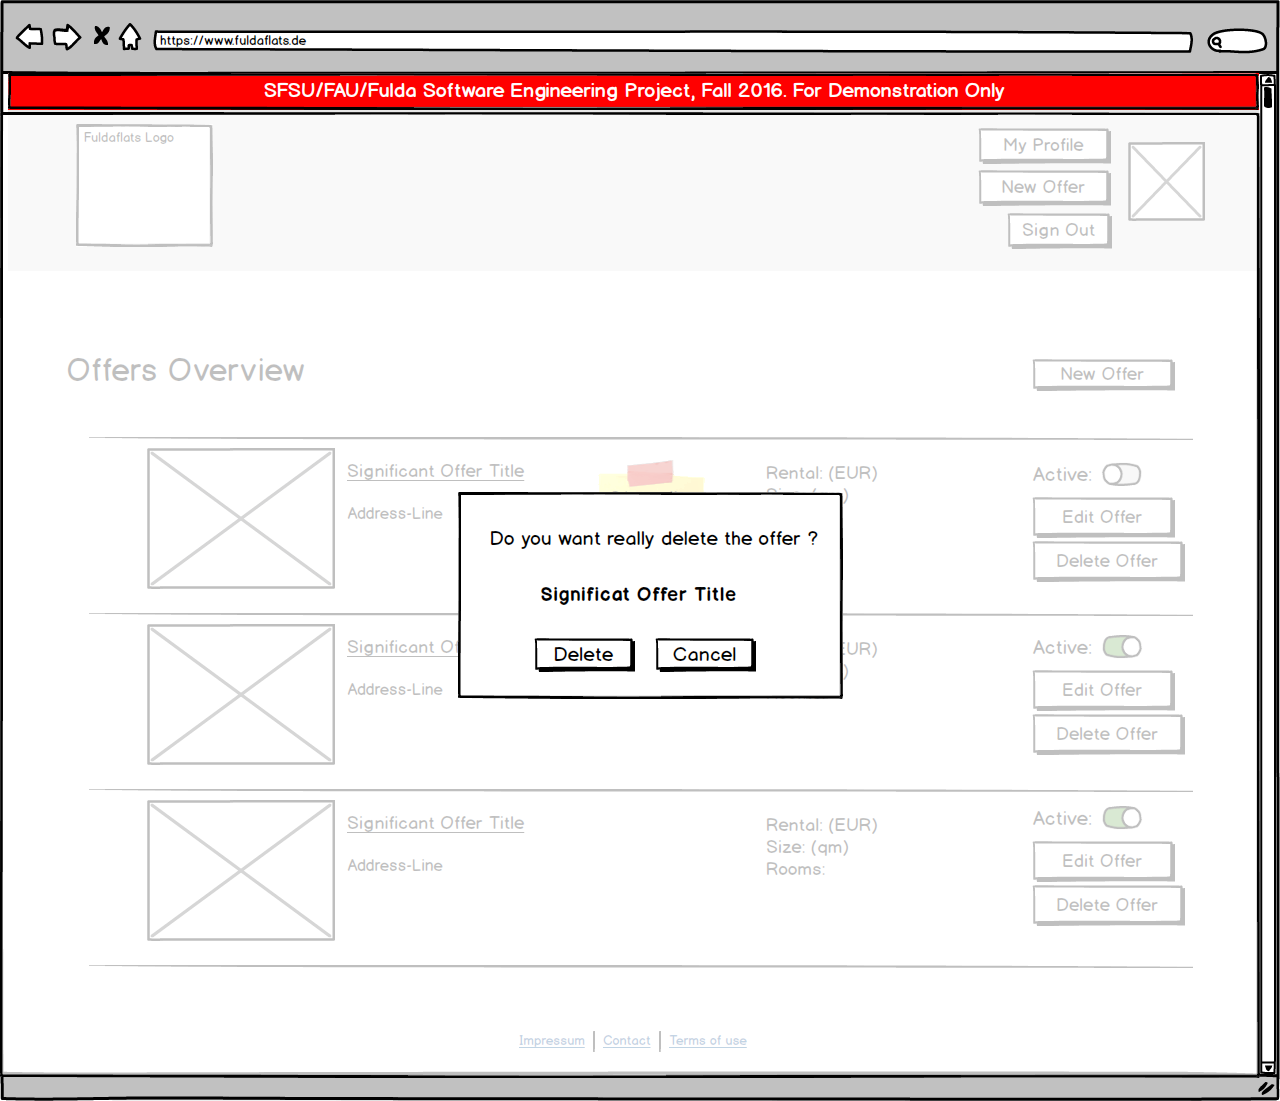 https://www.fuldaflats.de
SFSU/FAU/Fulda Software Engineering Project, Fall 2016. For Demonstration Only
Fuldaflats Logo
My Profile
New Offer
Sign Out
Offers Overview
New Offer
Significant Offer Title
Address-Line
Rental: (EUR)
Active:
Edit Offer
Delete Offer
Do you want really delete the offer ?
Significat Offer Title
Delete
Cancel
Significant Of
Address-Line
EUR)
Active:
Edit Offer
Delete Offer
Significant Offer Title
Address-Line
Rental: (EUR)
Size: (qm)
Rooms:
Active:
Edit Offer
Delete Offer
Impressum
Contact
Terms of use